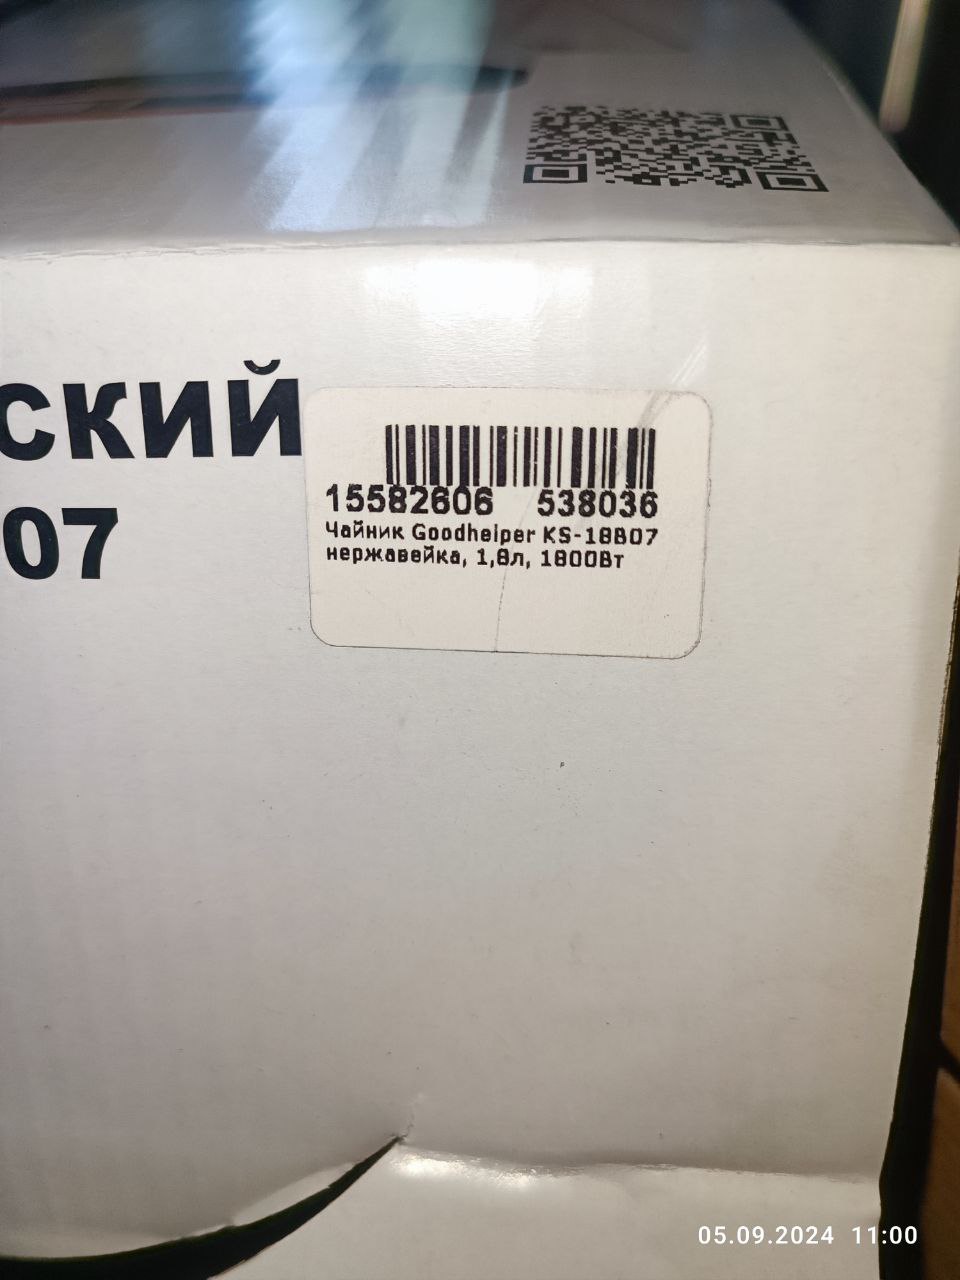 ский
07
15582606 538036
Чайник Goodhelper KS-18B07
нержавейка, 1,8л, 1800Вт
05.09.2024 11:00